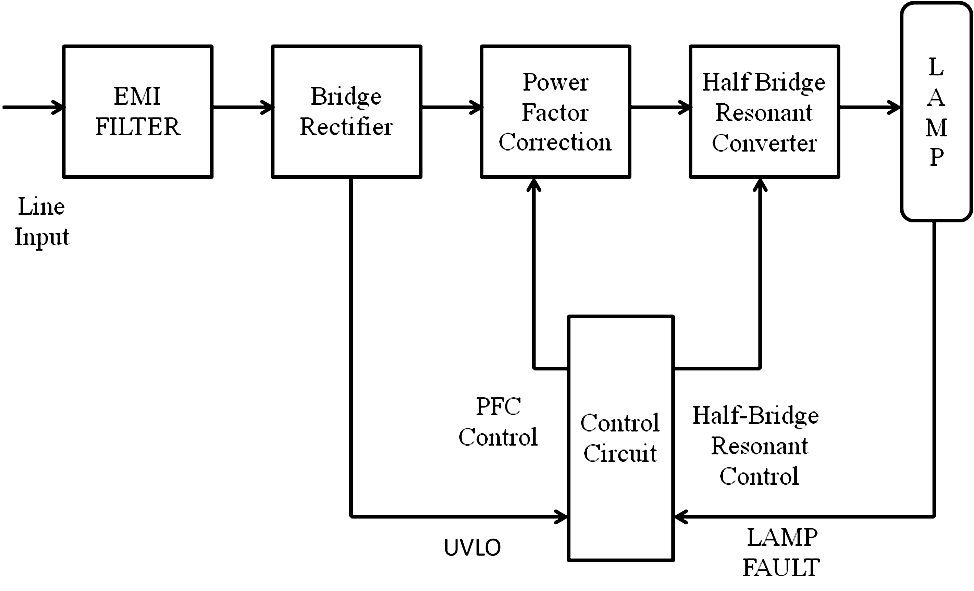 EMI
FILTER
Bridge
Rectifier
Power
Factor
Correction
Half Bridge
Resonant
Converter
L
A
M
P
Line
Input
PFC
Control
Control
Circuit
Half-Bridge
Resonant
Control
UVLO
LAMP
FAULT